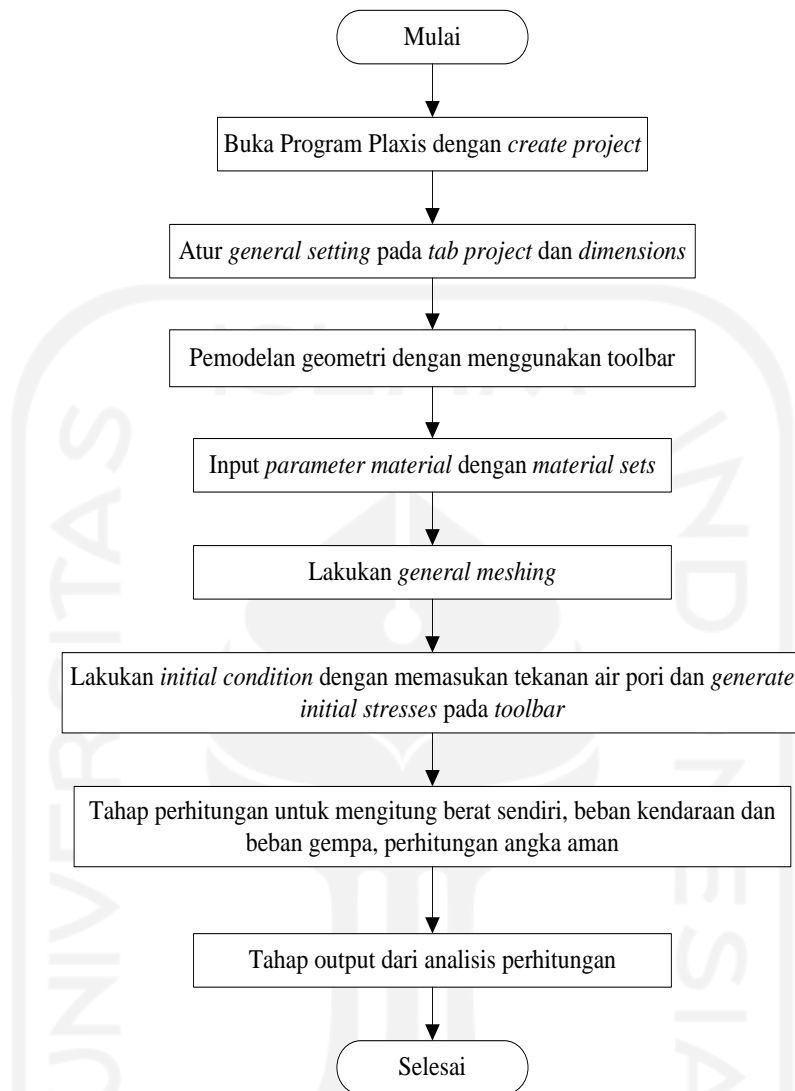 Mulai
Buka Program Plaxis dengan create project
Atur general setting pada tab project dan dimensions
Pemodelan geometri dengan menggunakan toolbar
Input parameter material dengan material sets
Lakukan general meshing
Lakukan initial condition dengan memasukan tekanan air pori dan generate
initial stresses pada toolbar
Tahap perhitungan untuk mengitung berat sendiri, beban kendaraan dan
beban gempa, perhitungan angka aman
Tahap output dari analisis perhitungan
Selesai
UNIVERSITAS
ISLAM
INDONESIA